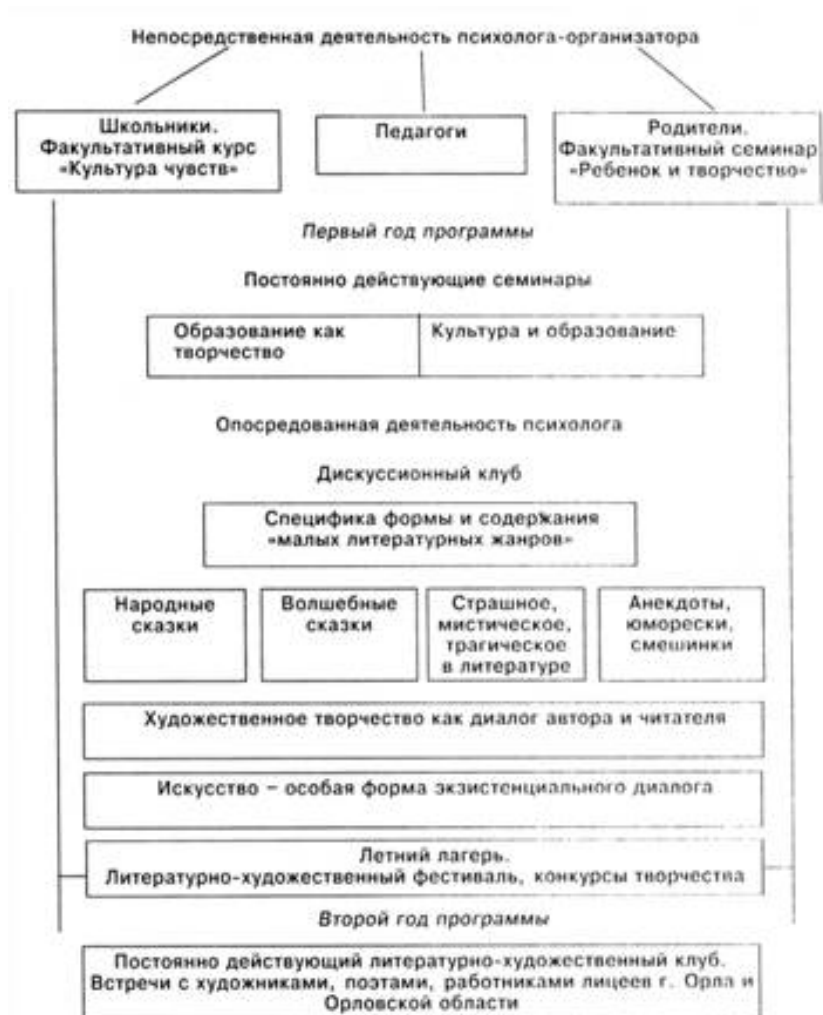 Непосредственная деятельность психолога-организатора
Школьники.
Факультативный курс
«Культура чувств»
Педагоги
Родители.
Факультативный семинар
«Ребенок и творчество»
Первый год программы
Постоянно действующие семинары
Образование как
творчество
Культура и образование
Опосредованная деятельность психолога
Дискуссионный клуб
Специфика формы и содержания
«малых литературных жанров»
Народные
сказки
Волшебные
сказки
Страшное,
мистическое,
трагическое
в литературе
Анекдоты,
юморески,
смешинки
Художественное творчество как диалог автора и читателя
Искусство – особая форма экзистенциального диалога
Летний лагерь.
Литературно-художественный фестиваль, конкурсы творчества
Второй год программы
Постоянно действующий литературно-художественный клуб.
Встречи с художниками, поэтами, работниками лицеев г. Орла и
Орловской области